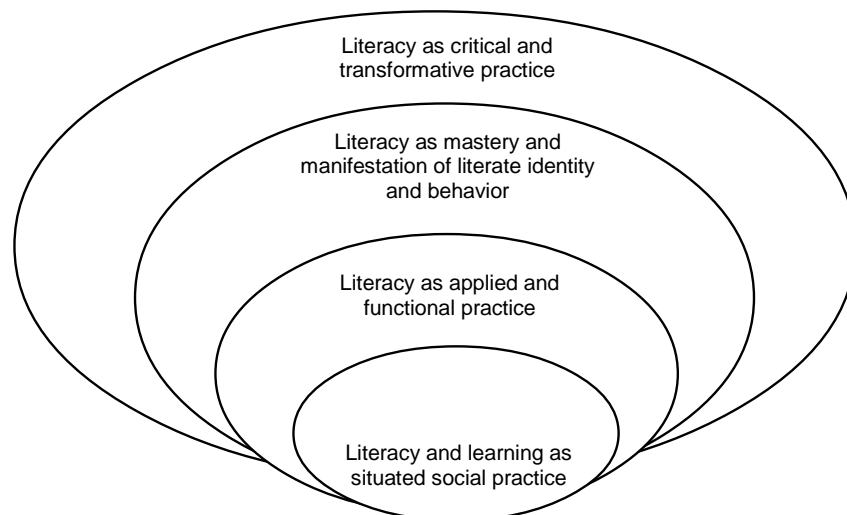 Literacy as critical and
transformative practice
Literacy as mastery and
manifestation of literate identity
and behavior
Literacy as applied and
functional practice
Literacy and learning as
situated social practice